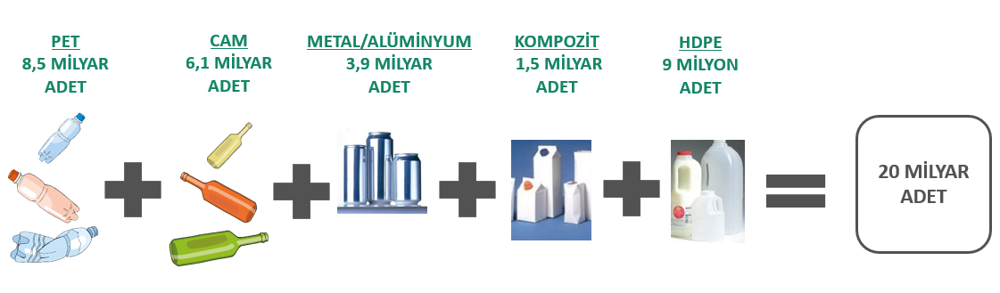 PET
8,5 MİLYAR
ADET
CAM
6,1 MİLYAR
ADET
METAL/ALÜMİNYUM
3,9 MİLYAR
ADET
KOMPOZİT
1,5 MİLYAR
ADET
HDPE
9 MİLYON
ADET
20 MİLYAR
ADET